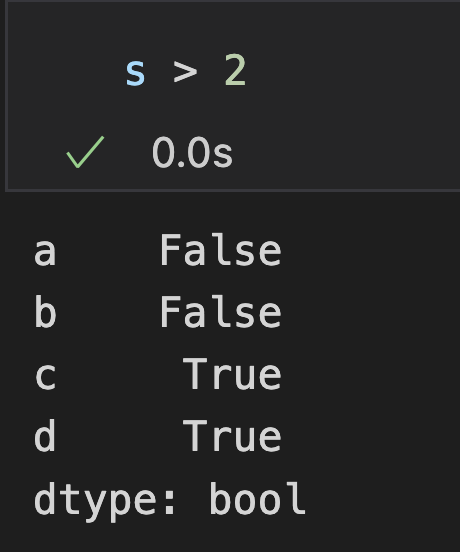 s > 2
0.0s
a    False
b    False
c     True
d     True
dtype: bool